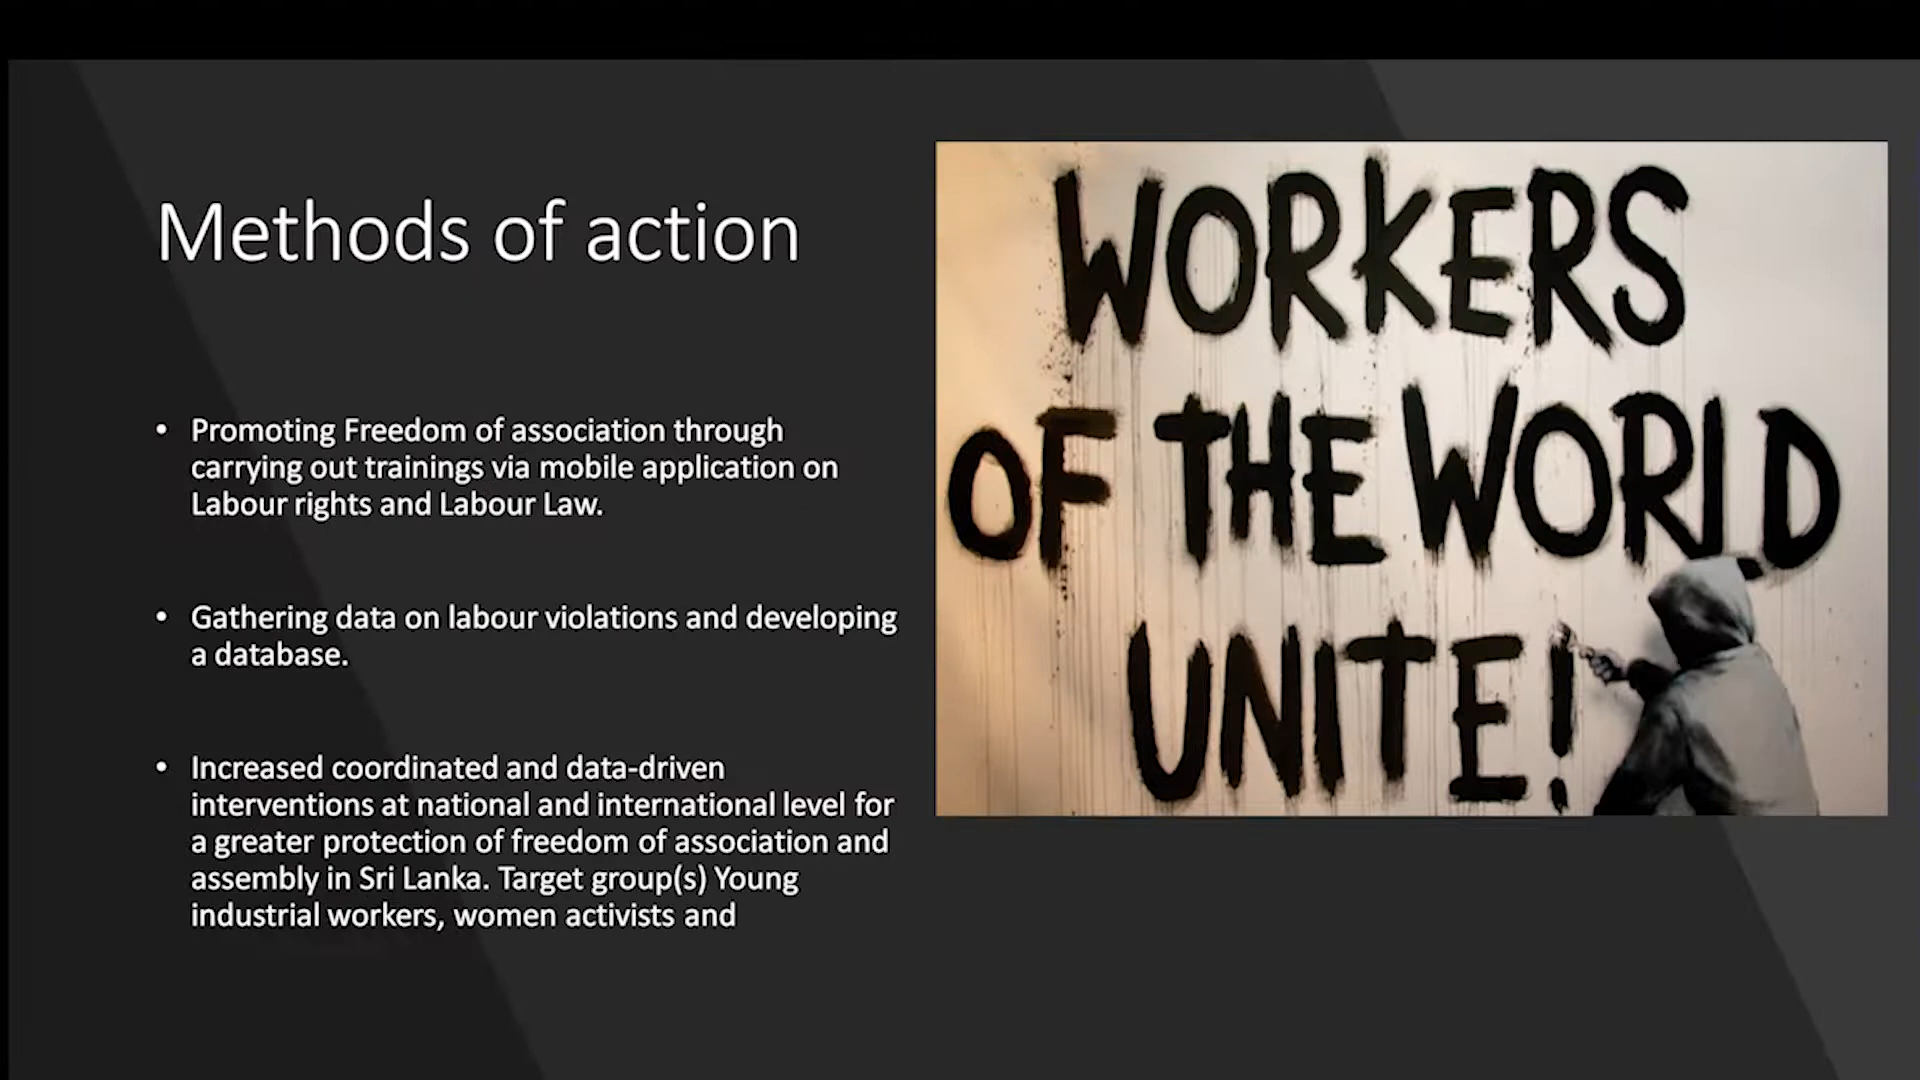 Methods of action
• Promoting Freedom of association through
carrying out trainings via mobile application on
Labour rights and Labour Law.
• Gathering data on labour violations and developing
a database.
• Increased coordinated and data-driven
interventions at national and international level for
a greater protection of freedom of association and
assembly in Sri Lanka. Target group(s) Young
industrial workers, women activists and
WORKERS
OF THE WORLD
UNITE!